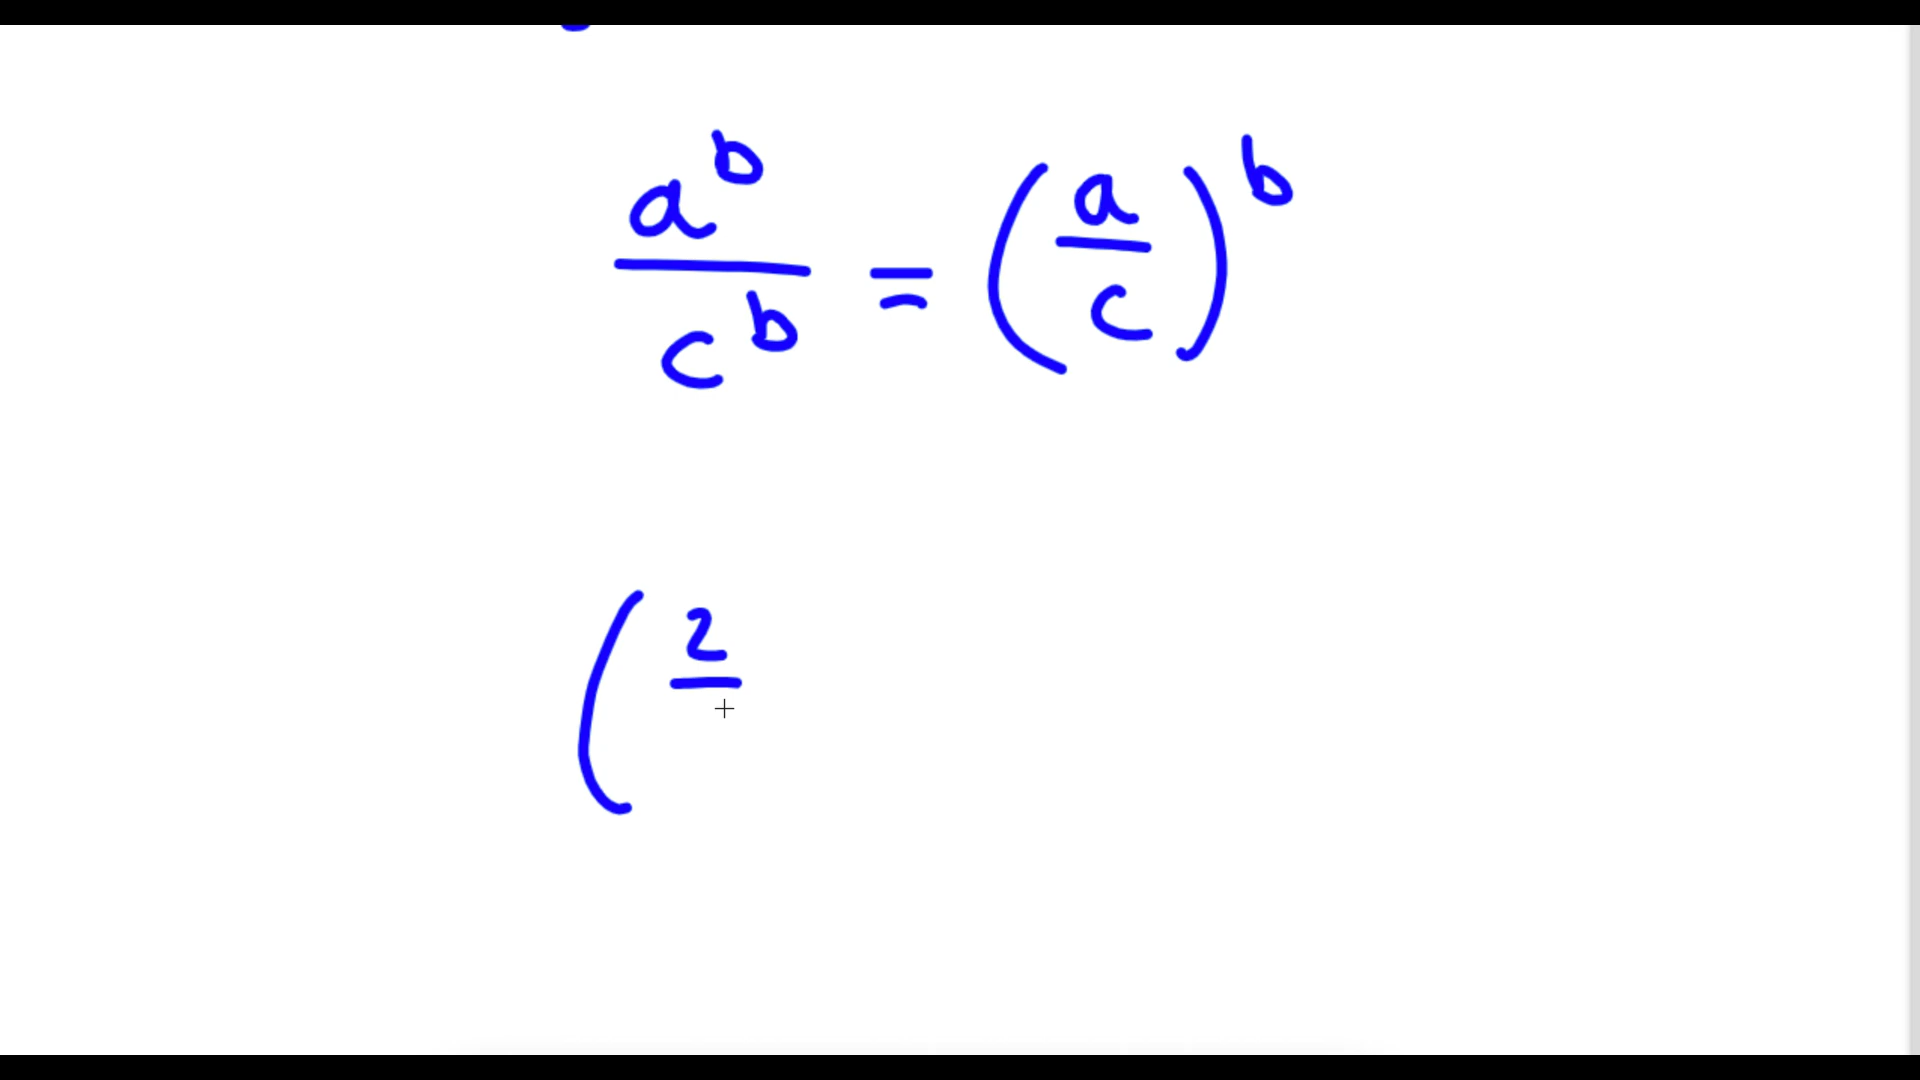 a^b/c^b = (a/c)^b
(2/